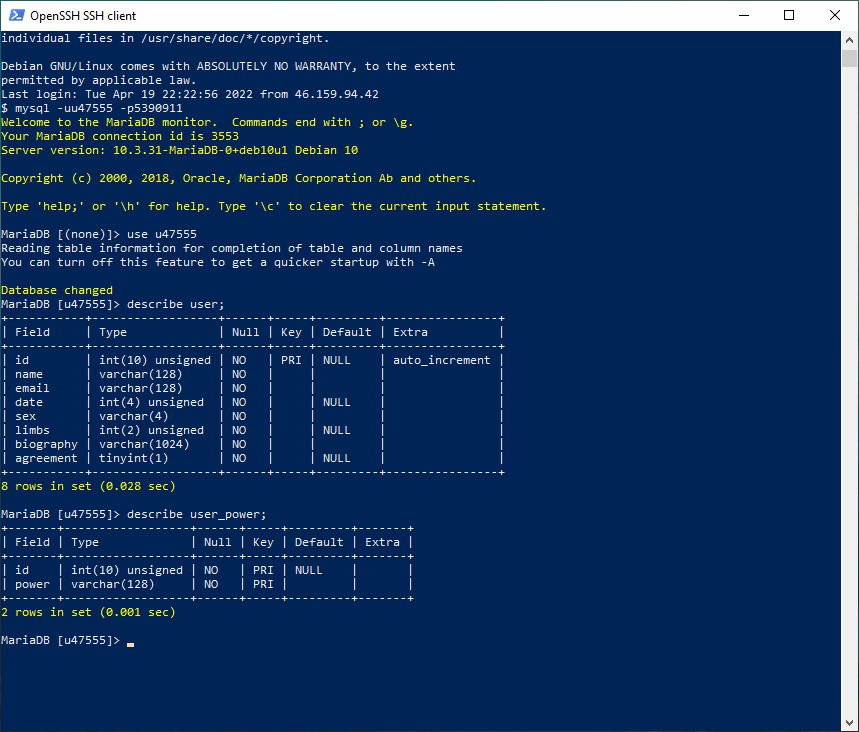 OpenSSH SSH client
individual files in /usr/share/doc/*/copyright.
Debian GNU/Linux comes with ABSOLUTELY NO WARRANTY, to the extent
permitted by applicable law.
Last login: Tue Apr 19 22:22:56 2022 from 46.159.94.42
$ mysql -uu47555 -p5390911
Welcome to the MariaDB monitor.  Commands end with ; or \g.
Your MariaDB connection id is 3553
Server version: 10.3.31-MariaDB-0+deb10u1 Debian 10
Copyright (c) 2000, 2018, Oracle, MariaDB Corporation Ab and others.
Type 'help;' or '\h' for help. Type '\c' to clear the current input statement.
MariaDB [(none)]> use u47555
Reading table information for completion of table and column names
You can turn off this feature to get a quicker startup with -A
Database changed
MariaDB [u47555]> describe user;
+-----------+------------------+------+-----+---------+----------------+
| Field     | Type             | Null | Key | Default | Extra          |
+-----------+------------------+------+-----+---------+----------------+
| id        | int(10) unsigned | NO   | PRI | NULL    | auto_increment |
| name      | varchar(128)     | NO   |     |         |                |
| email     | varchar(128)     | NO   |     |         |                |
| date      | int(4) unsigned  | NO   |     | NULL    |                |
| sex       | varchar(4)       | NO   |     |         |                |
| limbs     | int(2) unsigned  | NO   |     | NULL    |                |
| biography | varchar(1024)    | NO   |     |         |                |
| agreement | tinyint(1)       | NO   |     | NULL    |                |
+-----------+------------------+------+-----+---------+----------------+
8 rows in set (0.028 sec)
MariaDB [u47555]> describe user_power;
+-------+------------------+------+-----+---------+-------+
| Field | Type             | Null | Key | Default | Extra |
+-------+------------------+------+-----+---------+-------+
| id    | int(10) unsigned | NO   | PRI | NULL    |       |
| power | varchar(128)     | NO   | PRI |         |       |
+-------+------------------+------+-----+---------+-------+
2 rows in set (0.001 sec)
MariaDB [u47555]>